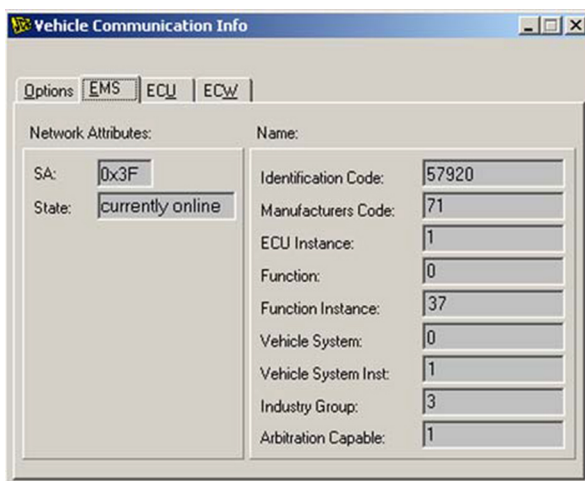 Vehicle Communication Info
Options EMS ECU ECW
Network Attributes:
SA: 0x3F
State: currently online
Name:
Identification Code: 57920
Manufacturers Code: 71
ECU Instance: 1
Function: 0
Function Instance: 37
Vehicle System: 0
Vehicle System Inst: 1
Industry Group: 3
Arbitration Capable: 1